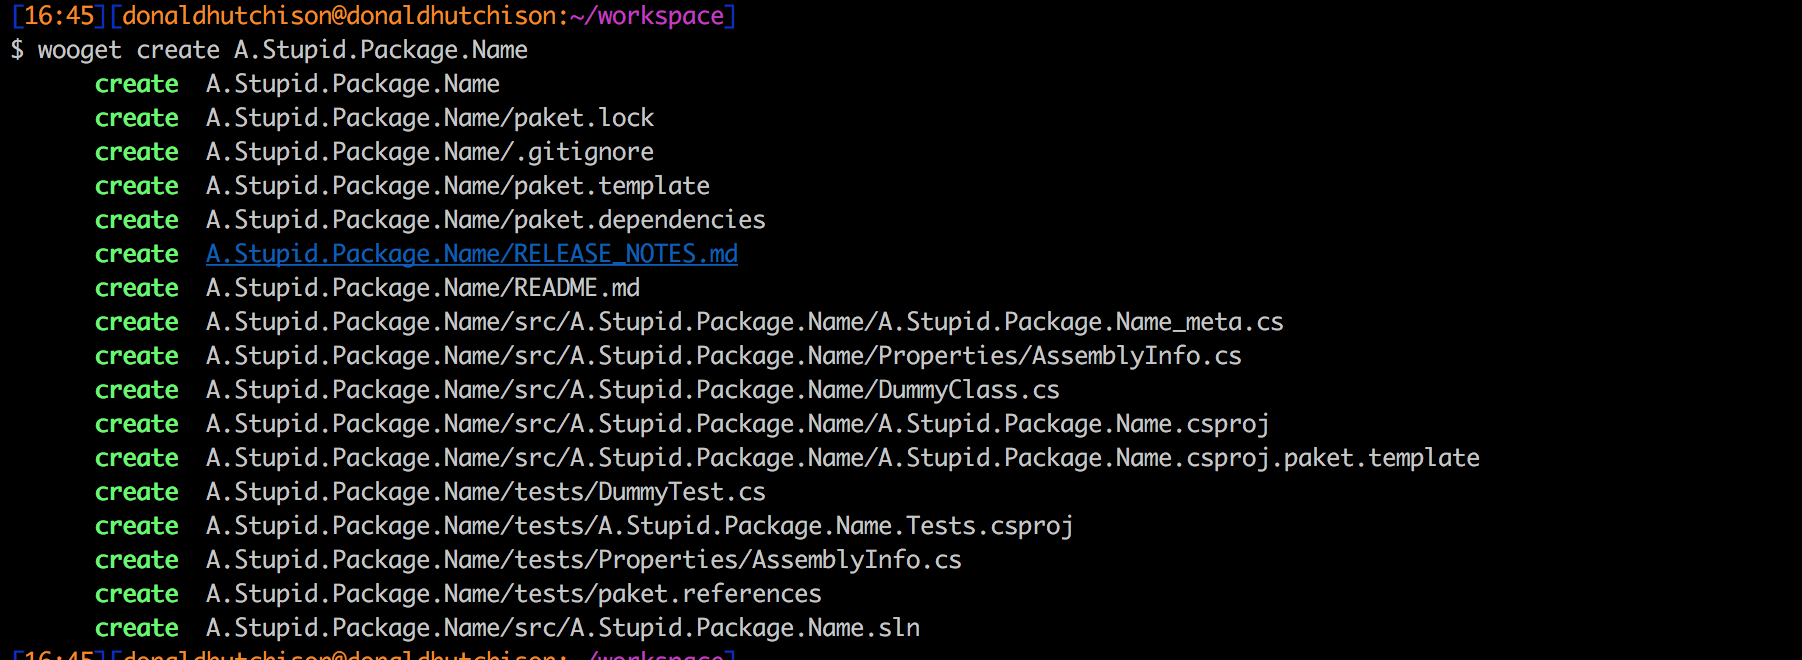 [16:45][donaldhutchison@donaldhutchison:~/workspace]
$ wooget create A.Stupid.Package.Name
create A.Stupid.Package.Name
create A.Stupid.Package.Name/paket.lock
create A.Stupid.Package.Name/.gitignore
create A.Stupid.Package.Name/paket.template
create A.Stupid.Package.Name/paket.dependencies
create A.Stupid.Package.Name/RELEASE_NOTES.md
create A.Stupid.Package.Name/README.md
create A.Stupid.Package.Name/src/A.Stupid.Package.Name/A.Stupid.Package.Name_meta.cs
create A.Stupid.Package.Name/src/A.Stupid.Package.Name/Properties/AssemblyInfo.cs
create A.Stupid.Package.Name/src/A.Stupid.Package.Name/DummyClass.cs
create A.Stupid.Package.Name/src/A.Stupid.Package.Name/A.Stupid.Package.Name.csproj
create A.Stupid.Package.Name/src/A.Stupid.Package.Name/A.Stupid.Package.Name.csproj.paket.template
create A.Stupid.Package.Name/tests/DummyTest.cs
create A.Stupid.Package.Name/tests/A.Stupid.Package.Name.Tests.csproj
create A.Stupid.Package.Name/tests/Properties/AssemblyInfo.cs
create A.Stupid.Package.Name/tests/paket.references
create A.Stupid.Package.Name/src/A.Stupid.Package.Name.sln
[16:45][donaldhutchison@donaldhutchison:~/workspace]